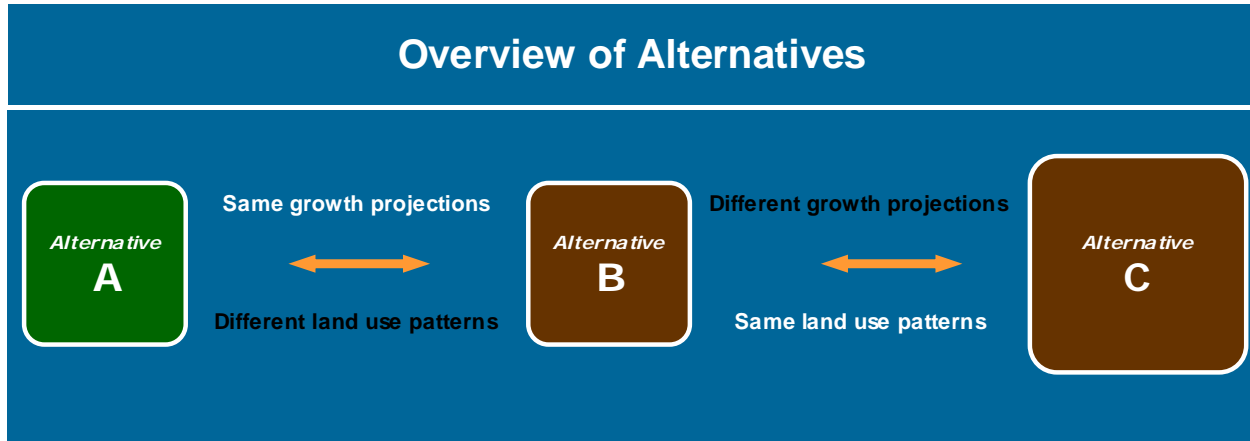 Overview of Alternatives
Alternative
A
Same growth projections
Different land use patterns
Alternative
B
Different growth projections
Same land use patterns
Alternative
C